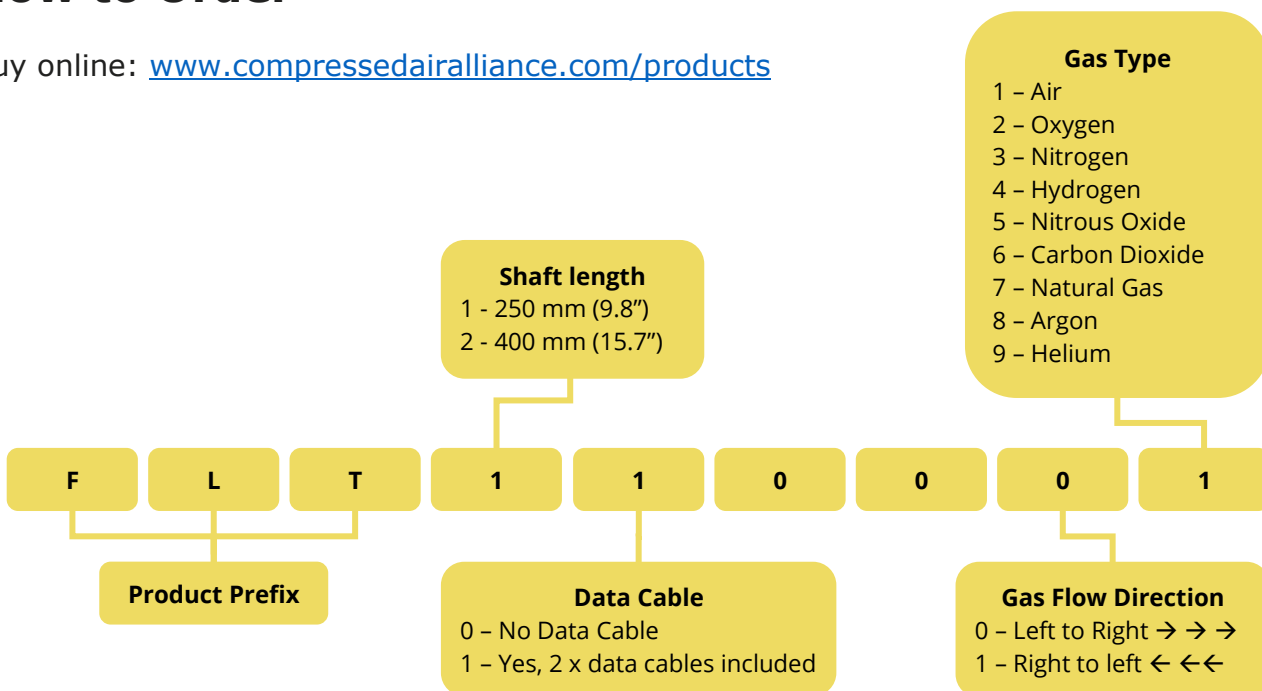 uy online: www.compressedairalliance.com/products
Gas Type
1 – Air
2 – Oxygen
3 – Nitrogen
4 – Hydrogen
5 – Nitrous Oxide
6 – Carbon Dioxide
7 – Natural Gas
8 – Argon
9 – Helium
Shaft length
1 - 250 mm (9.8”)
2 - 400 mm (15.7”)
F L T 1 1 0 0 0 1
Product Prefix
Data Cable
0 – No Data Cable
1 – Yes, 2 x data cables included
Gas Flow Direction
0 – Left to Right → → →
1 – Right to left ← ←←